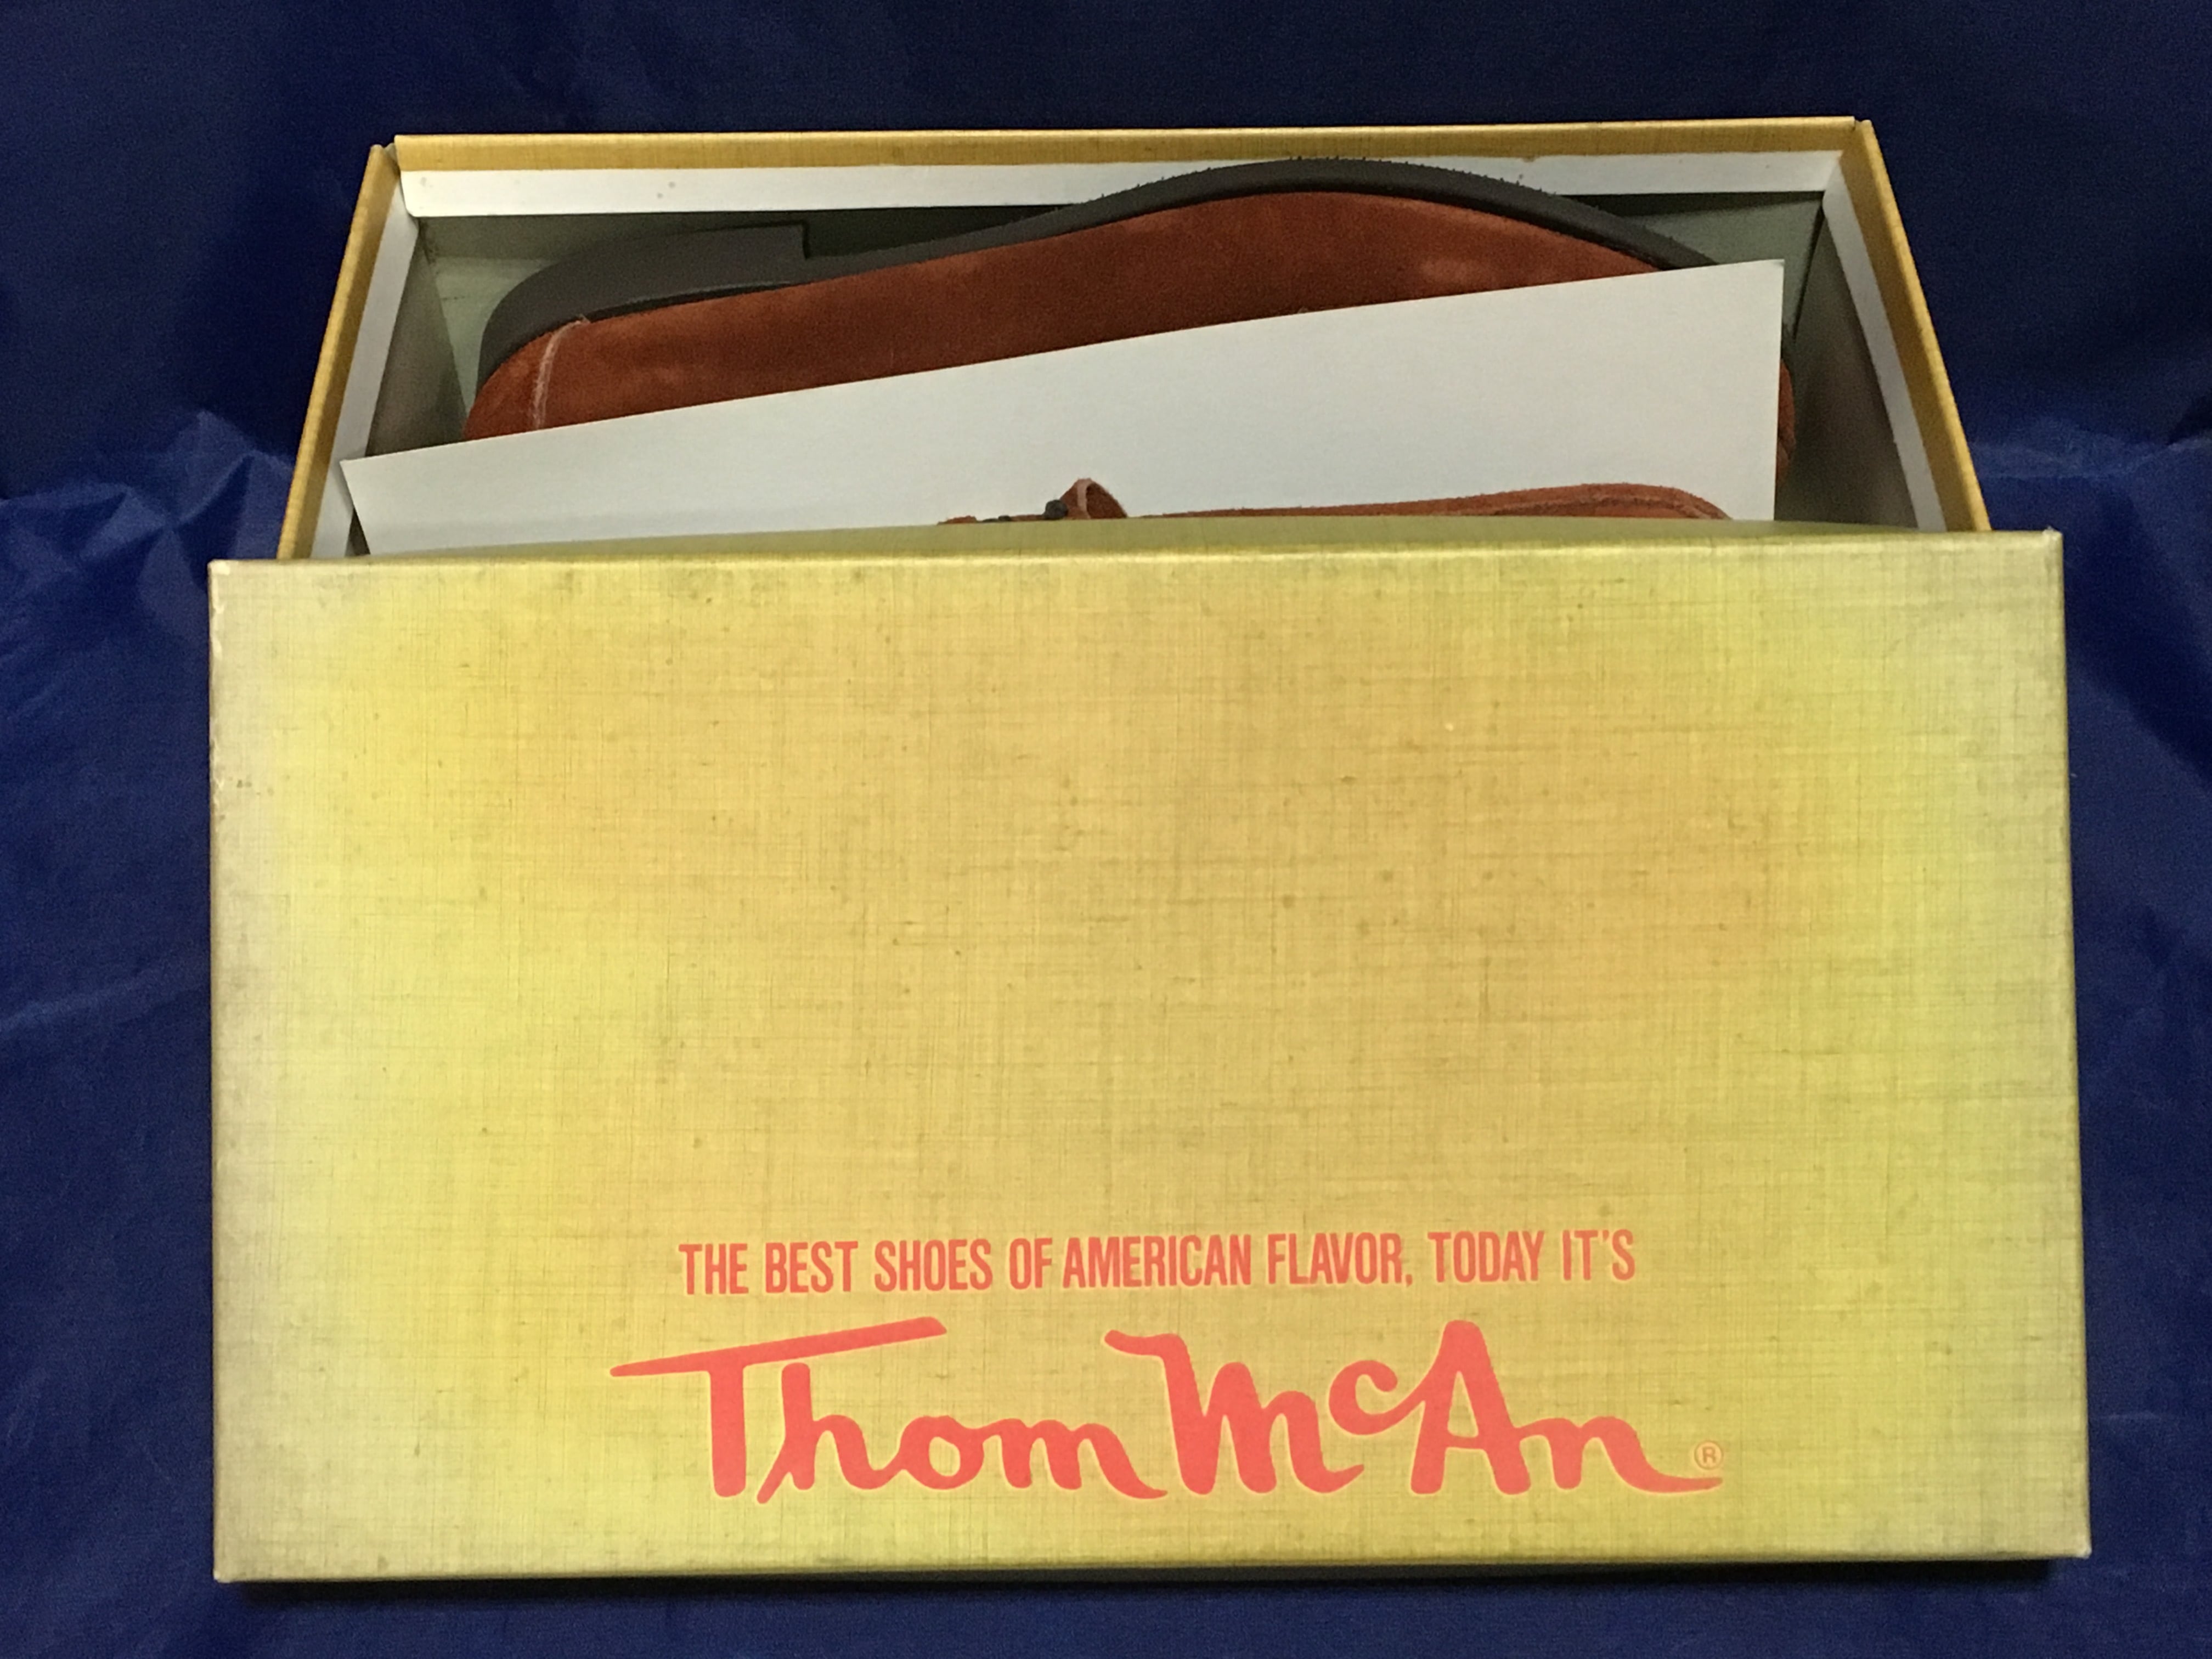 THE BEST SHOES OF AMERICAN FLAVOR, TODAY IT'S
Thom McAn ®